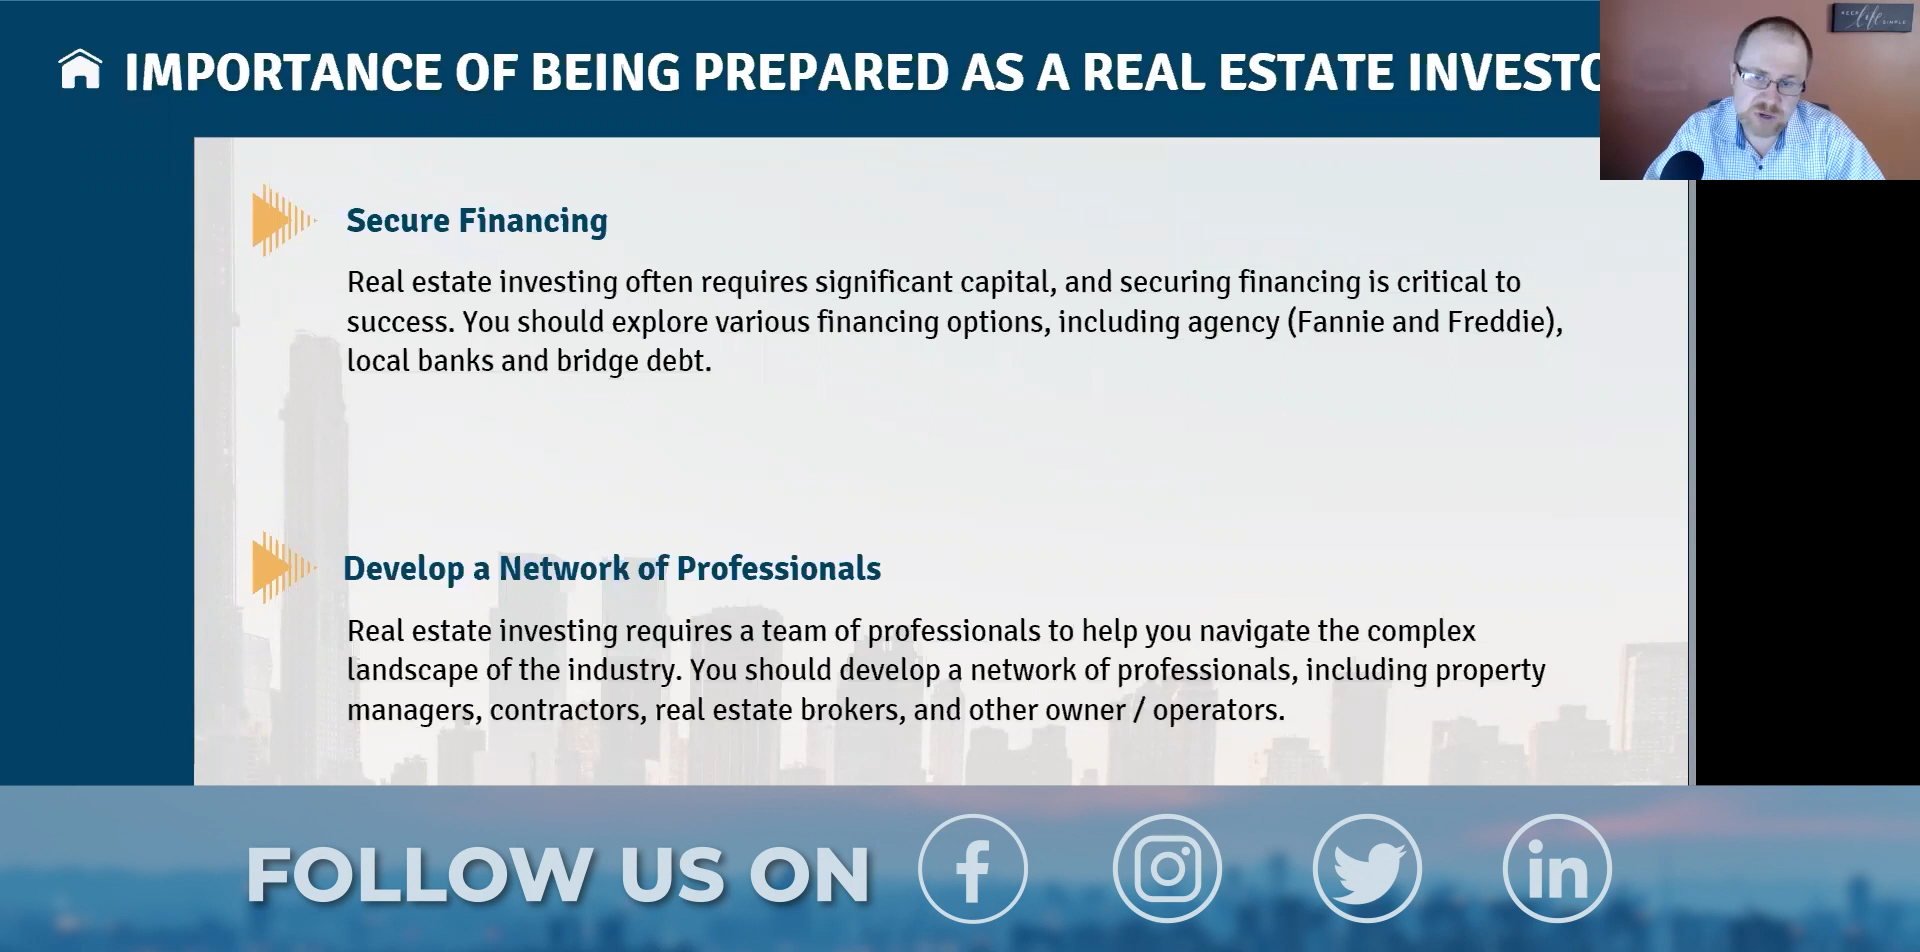 IMPORTANCE OF BEING PREPARED AS A REAL ESTATE INVESTO
KEEP life SIMPLE
Secure Financing
Real estate investing often requires significant capital, and securing financing is critical to
success. You should explore various financing options, including agency (Fannie and Freddie),
local banks and bridge debt.
Develop a Network of Professionals
Real estate investing requires a team of professionals to help you navigate the complex
landscape of the industry. You should develop a network of professionals, including property
managers, contractors, real estate brokers, and other owner / operators.
FOLLOW US ON